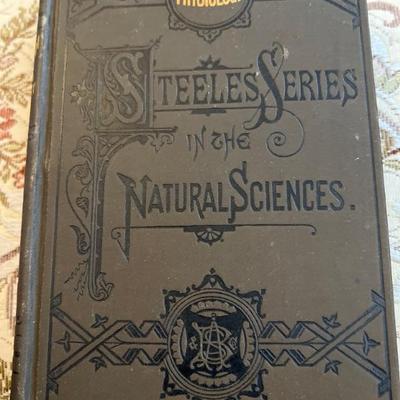 PHYSIOLOGY
STEELES SERIES
IN THE
NATURAL SCIENCES.